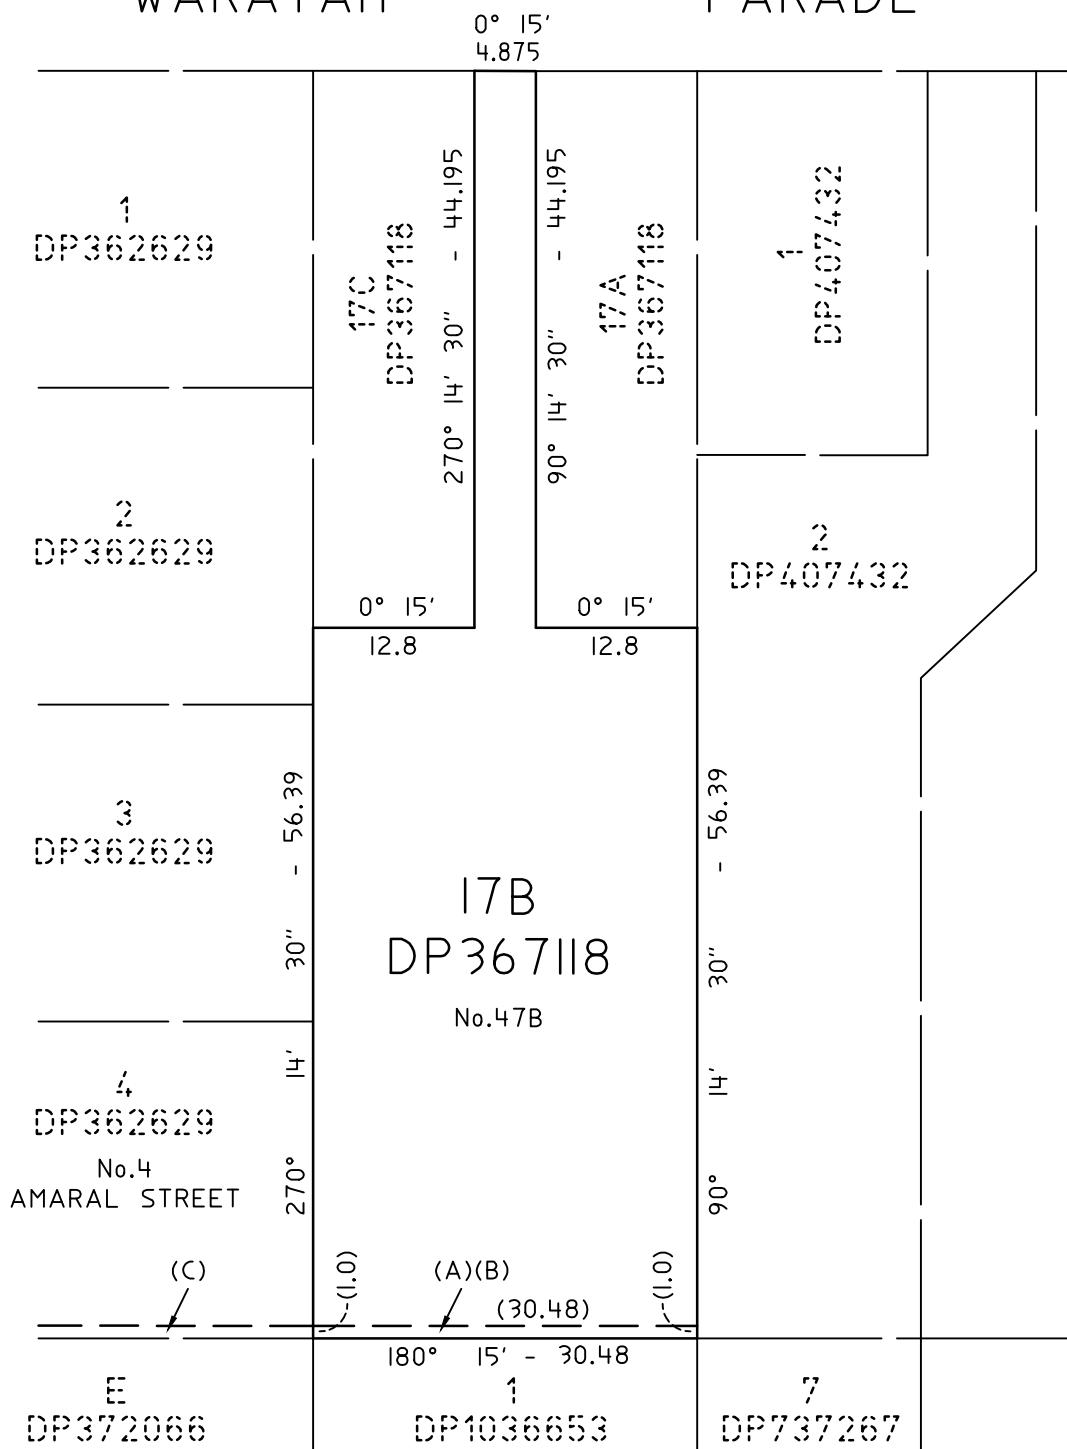 WARATAH PARADE
0° 15'
4.875
1
DP362629
17C
DP367118
270° 14' 30" - 44.195
90° 14' 30" - 44.195
17A
DP367118
1
DP407432
2
DP362629
2
DP407432
0° 15'
12.8
0° 15'
12.8
3
DP362629
270° 14' 30" - 56.39
17B
DP367118
No.47B
90° 14' 30" - 56.39
4
DP362629
No.4
AMARAL STREET
(C)
(1.0)
(A)(B)
(30.48)
(1.0)
180° 15' - 30.48
E
DP372066
1
DP1036653
7
DP737267